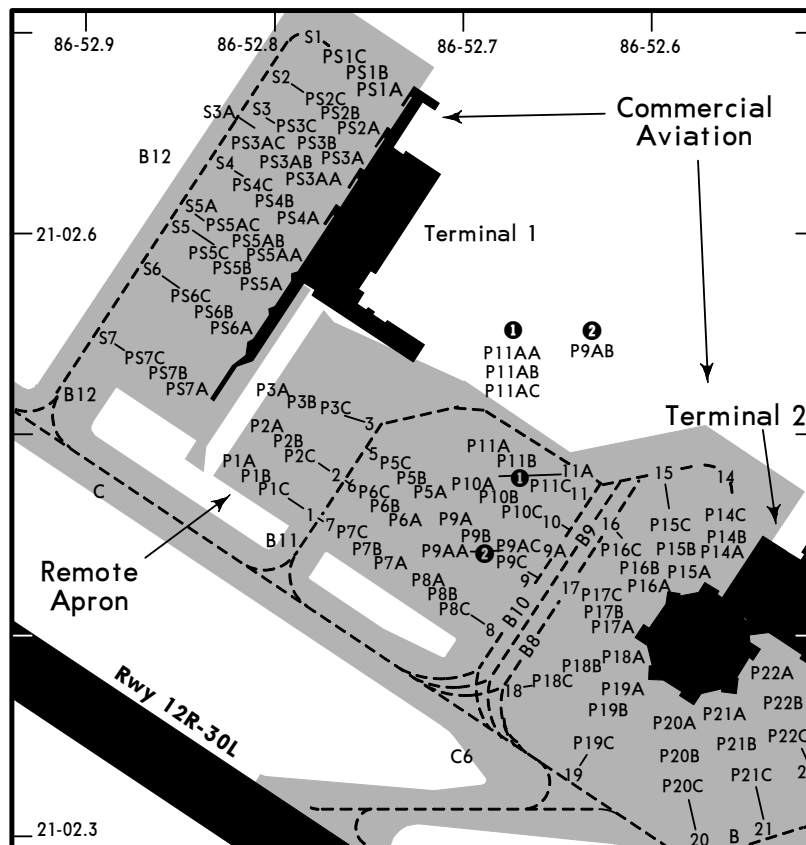 86-52.9
86-52.8
86-52.7
86-52.6
S1
PS1C
PS1B
PS1A
S2
PS2C
PS2B
PS2A
S3A
S3
PS3C
PS3B
PS3A
PS3AC
PS3AB
PS3AA
S4
PS4C
PS4B
PS4A
S5A
PS5AC
PS5AB
PS5AA
S5
PS5C
PS5B
PS5A
S6
PS6C
PS6B
PS6A
S7
PS7C
PS7B
PS7A
B12
B12
Commercial
Aviation
21-02.6
Terminal 1
1
P11AA
P11AB
P11AC
2
P9AB
Terminal 2
P3A
P3B
P3C
3
P2A
P2B
P2C
2
P1A
P1B
P1C
1
5
P5C
P5B
P5A
6
P6C
P6B
P6A
7
P7C
P7B
P7A
P8A
P8B
P8C
8
P11A
P11B
1
11A
P11C
11
P10A
P10B
P10C
10
P9A
P9B
P9AA
2
P9AC
9A
P9C
9
B9
B10
B8
C
B11
Remote
Apron
15
14
P15C
P15B
P15A
P14C
P14B
P14A
16
P16C
P16B
P16A
17
P17C
P17B
P17A
18
P18C
P18B
P18A
P19A
P19B
P19C
19
P20A
P20B
P20C
20
P21A
P21B
P21C
21
P22A
P22B
P22C
2
B
C6
Rwy 12R-30L
21-02.3